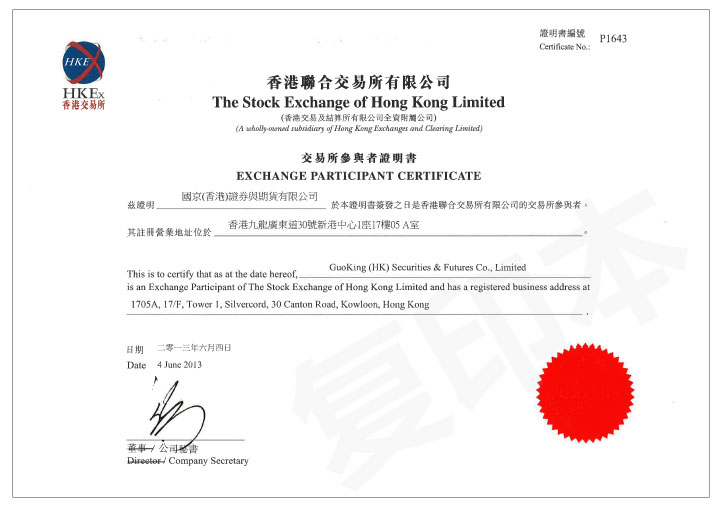 證明書編號
Certificate No.: P1643
HKEx
HKEx
香港交易所
香港聯合交易所有限公司
The Stock Exchange of Hong Kong Limited
(香港交易及結算所有限公司全資附屬公司)
(A wholly-owned subsidiary of Hong Kong Exchanges and Clearing Limited)
交易所參與者證明書
EXCHANGE PARTICIPANT CERTIFICATE
茲證明 國京(香港)證券與期貨有限公司 於本證明書簽發之日是香港聯合交易所有限公司的交易所參與者，
其註冊營業地址位於 香港九龍廣東道30號新港中心1座17樓05 A室 。
This is to certify that as at the date hereof, GuoKing (HK) Securities & Futures Co., Limited
is an Exchange Participant of The Stock Exchange of Hong Kong Limited and has a registered business address at
1705A, 17/F, Tower 1, Silvercord, 30 Canton Road, Kowloon, Hong Kong .
日期 二零一三年六月四日
Date 4 June 2013
董事 / 公司秘書
Director / Company Secretary
复印本